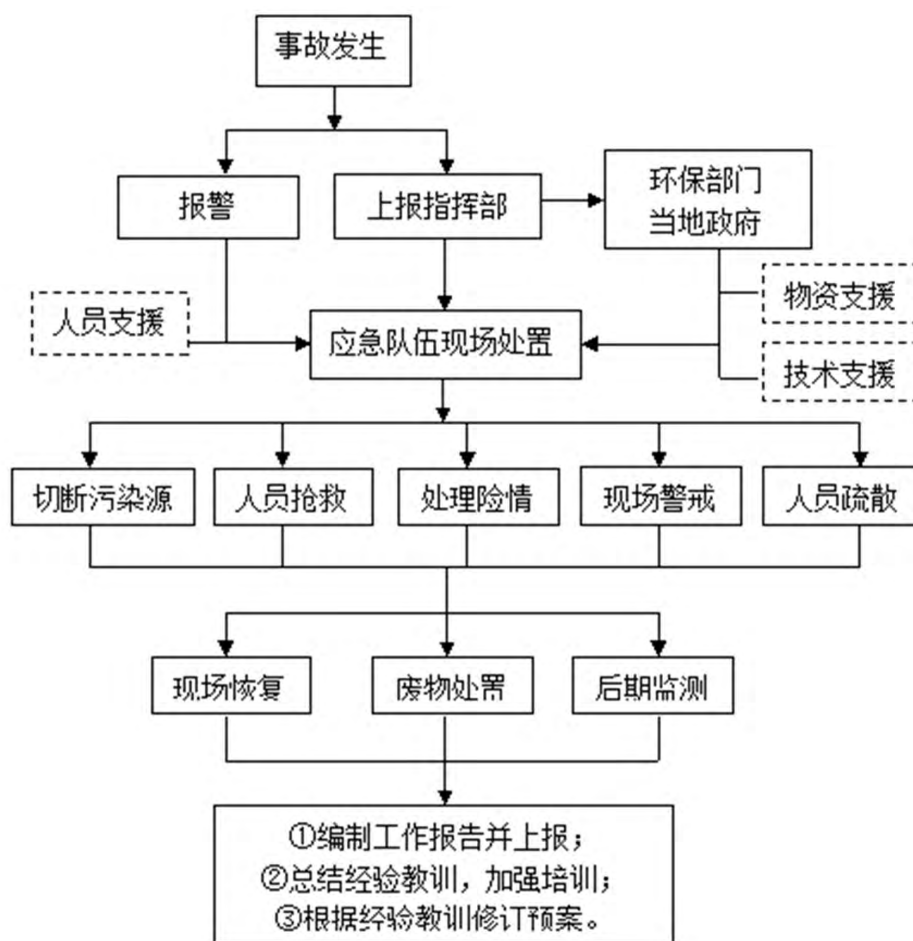 事故发生
报警
上报指挥部
环保部门
当地政府
人员支援
应急队伍现场处置
物资支援
技术支援
切断污染源
人员抢救
处理险情
现场警戒
人员疏散
现场恢复
废物处置
后期监测
①编制工作报告并上报；
②总结经验教训，加强培训；
③根据经验教训修订预案。